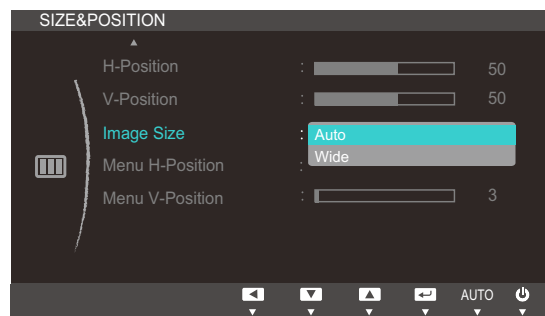 SIZE&POSITION
H-Position : 50
V-Position : 50
Image Size : Auto
Wide
Menu H-Position :
Menu V-Position : 3
AUTO